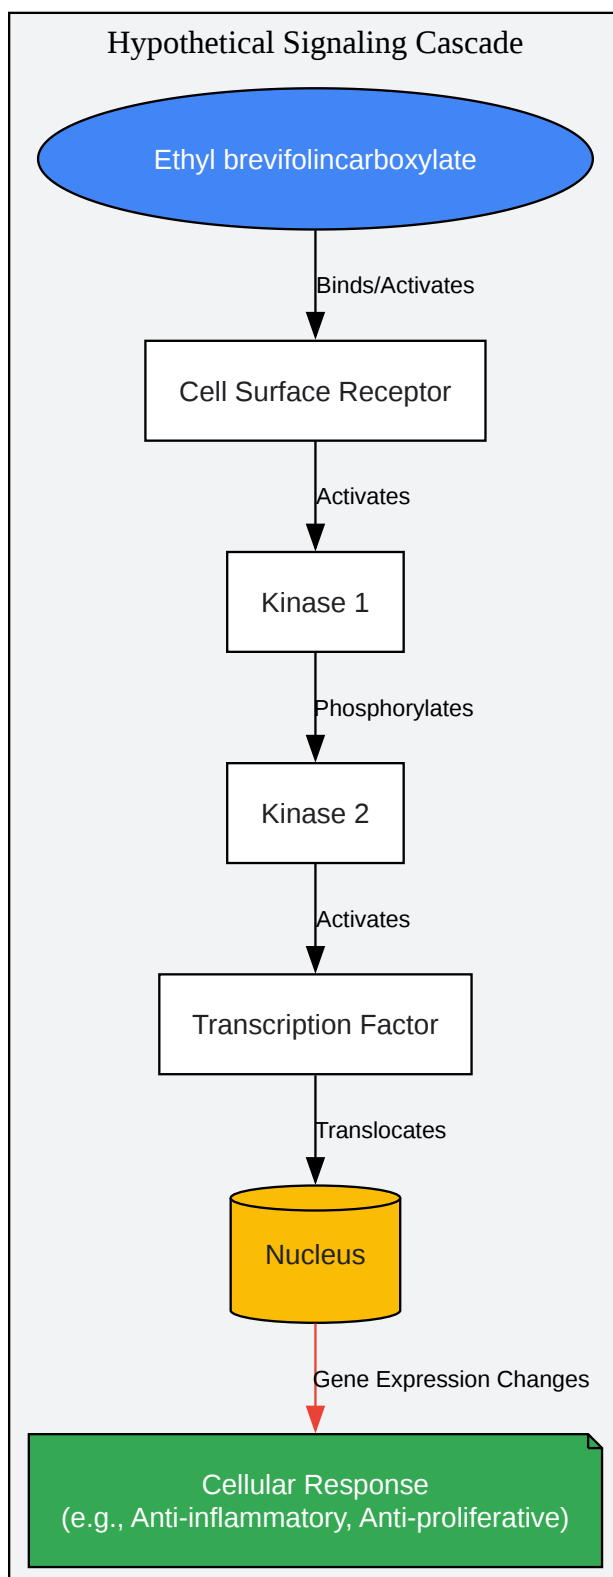 Hypothetical Signaling Cascade
Ethyl brevifolincarboxylate
Binds/Activates
Cell Surface Receptor
Activates
Kinase 1
Phosphorylates
Kinase 2
Activates
Transcription Factor
Translocates
Nucleus
Gene Expression Changes
Cellular Response
(e.g., Anti-inflammatory, Anti-proliferative)